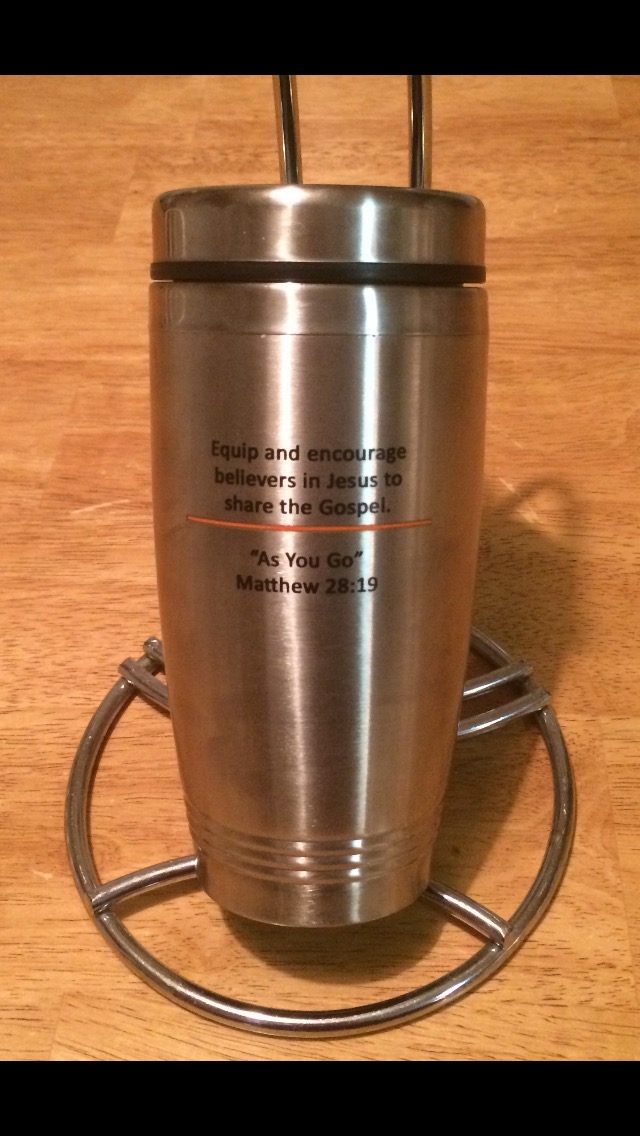 Equip and encourage
believers in Jesus to
share the Gospel.
“As You Go”
Matthew 28:19